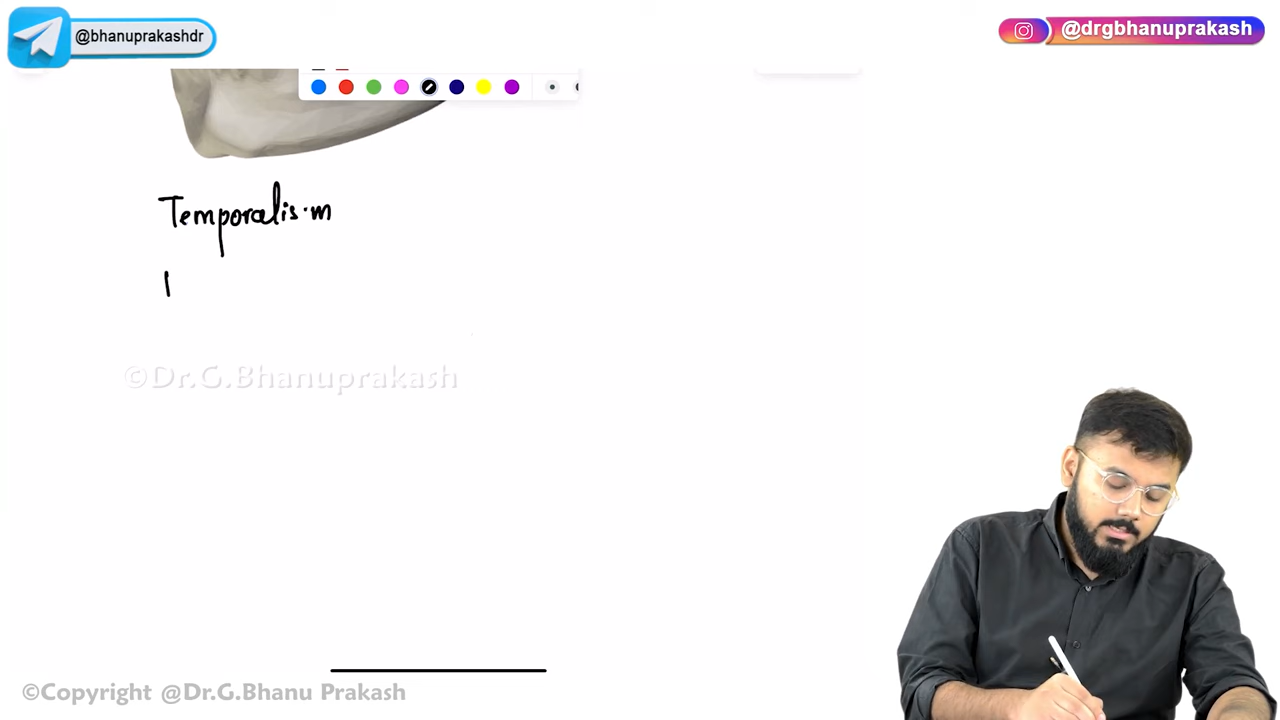 @bhanuprakashdr
@drgbhanuprakash
Temporalis.m
©Dr.G.Bhanuprakash
©Copyright @Dr.G.Bhanu Prakash